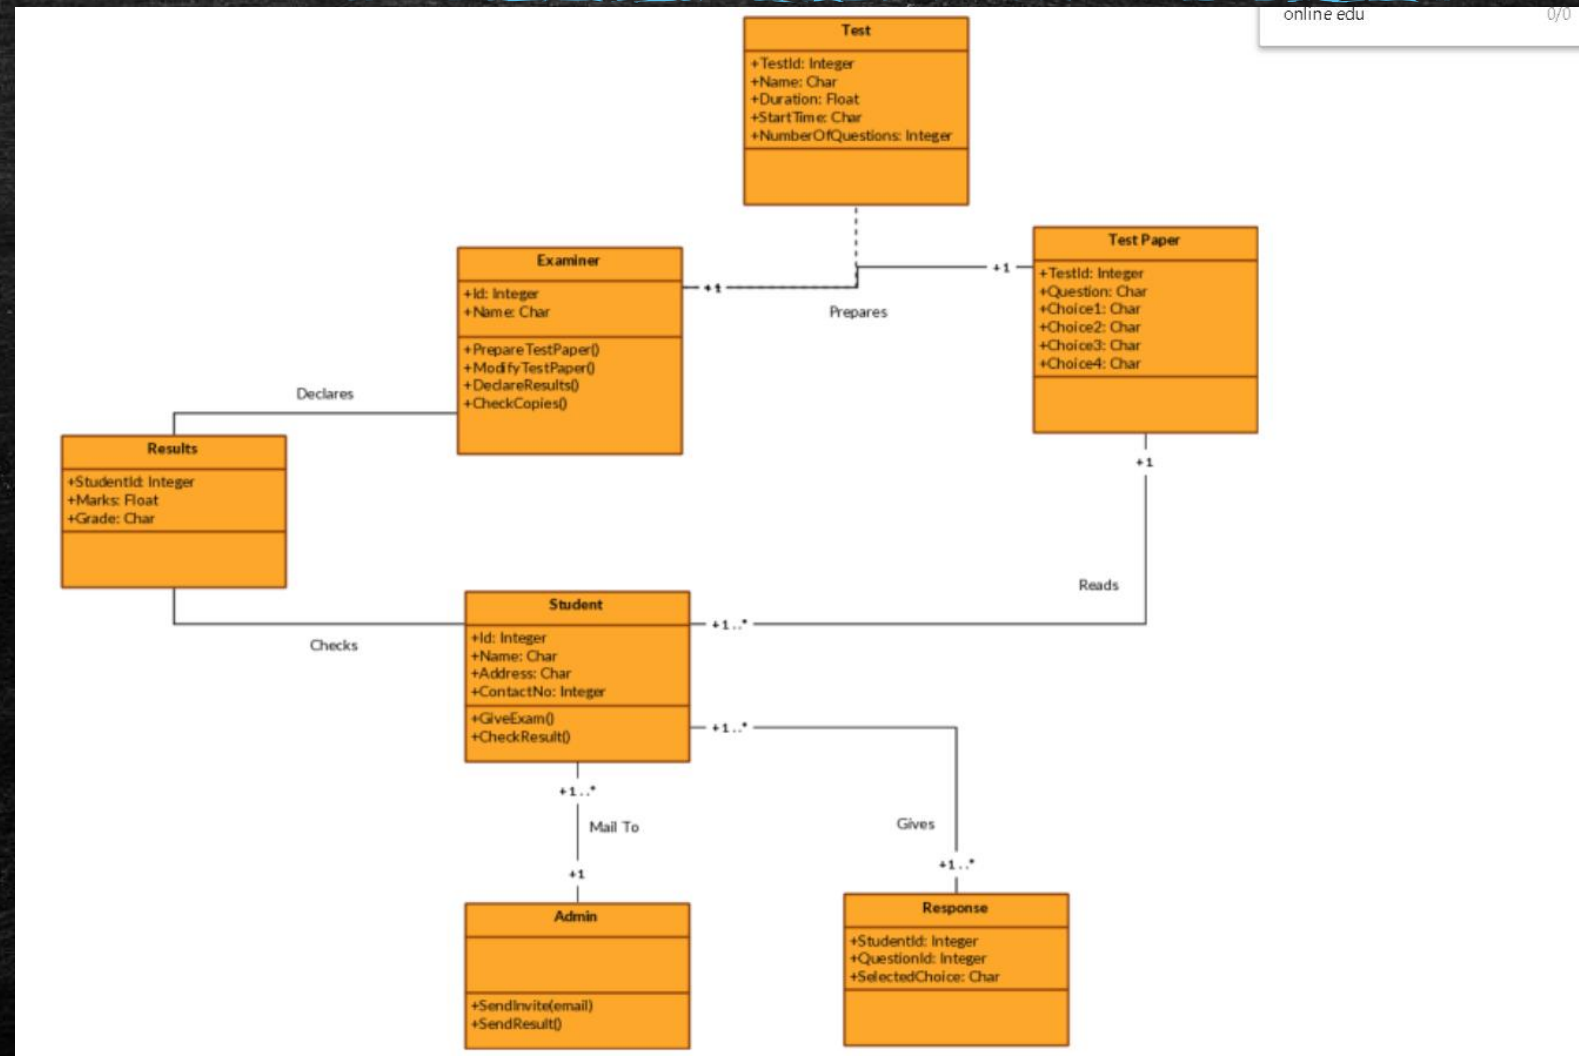 online edu
0/0
Test
+TestId: Integer
+Name: Char
+Duration: Float
+StartTime: Char
+NumberOfQuestions: Integer
Examiner
+Id: Integer
+Name: Char
+PrepareTestPaper()
+ModifyTestPaper()
+DeclareResults()
+CheckCopies()
+1
+1
Prepares
Test Paper
+TestId: Integer
+Question: Char
+Choice1: Char
+Choice2: Char
+Choice3: Char
+Choice4: Char
Declares
Results
+StudentId: Integer
+Marks: Float
+Grade: Char
+1
Reads
Checks
Student
+Id: Integer
+Name: Char
+Address: Char
+ContactNo: Integer
+GiveExam()
+CheckResult()
+1..*
+1..*
+1..*
Mail To
+1
Gives
+1..*
Admin
+SendInvite(email)
+SendResult()
Response
+StudentId: Integer
+QuestionId: Integer
+SelectedChoice: Char